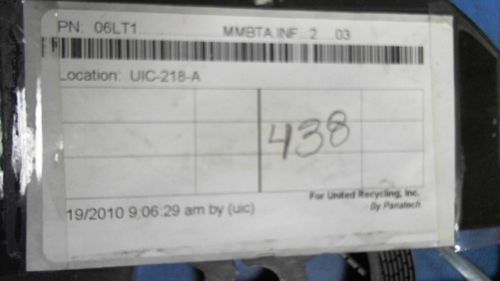 PN: 06LT1............... MMBTA.INF...2 ....03
Location: UIC-218-A
438
For United Recycling, Inc.
By Panatech
19/2010 9:06:29 am by (uic)